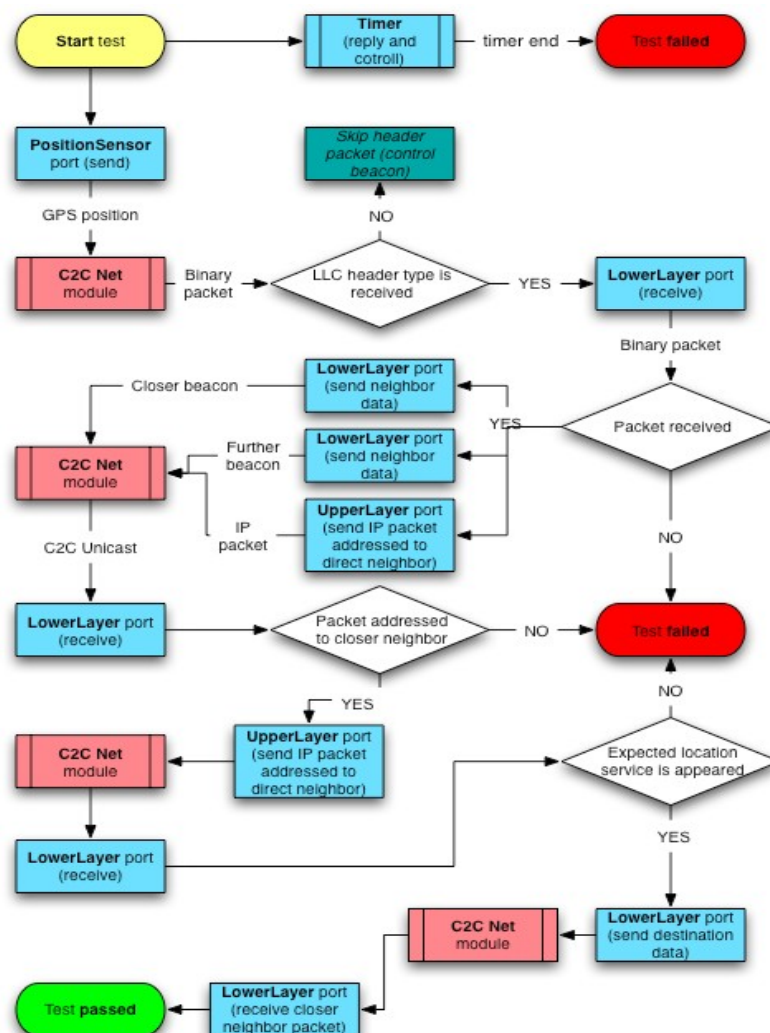 Start test
Timer
(reply and
cotroll)
timer end
Test failed
PositionSensor
port (send)
Skip header
packet (control
beacon)
GPS position
NO
C2C Net
module
Binary
packet
LLC header type is
received
YES
LowerLayer port
(receive)
Binary packet
Closer beacon
LowerLayer port
(send neighbor
data)
YES
Packet received
C2C Net
module
Further
beacon
LowerLayer port
(send neighbor
data)
IP
packet
UpperLayer port
(send IP packet
addressed to
direct neighbor)
C2C Unicast
NO
LowerLayer port
(receive)
Packet addressed
to closer neighbor
NO
Test failed
YES
NO
C2C Net
module
UpperLayer port
(send IP packet
addressed to
direct neighbor)
Expected location
service is appeared
LowerLayer port
(receive)
YES
C2C Net
module
LowerLayer port
(send destination
data)
Test passed
LowerLayer port
(receive closer
neighbor packet)